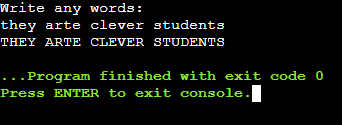 Write any words:
they arte clever students
THEY ARTE CLEVER STUDENTS
...Program finished with exit code 0
Press ENTER to exit console.